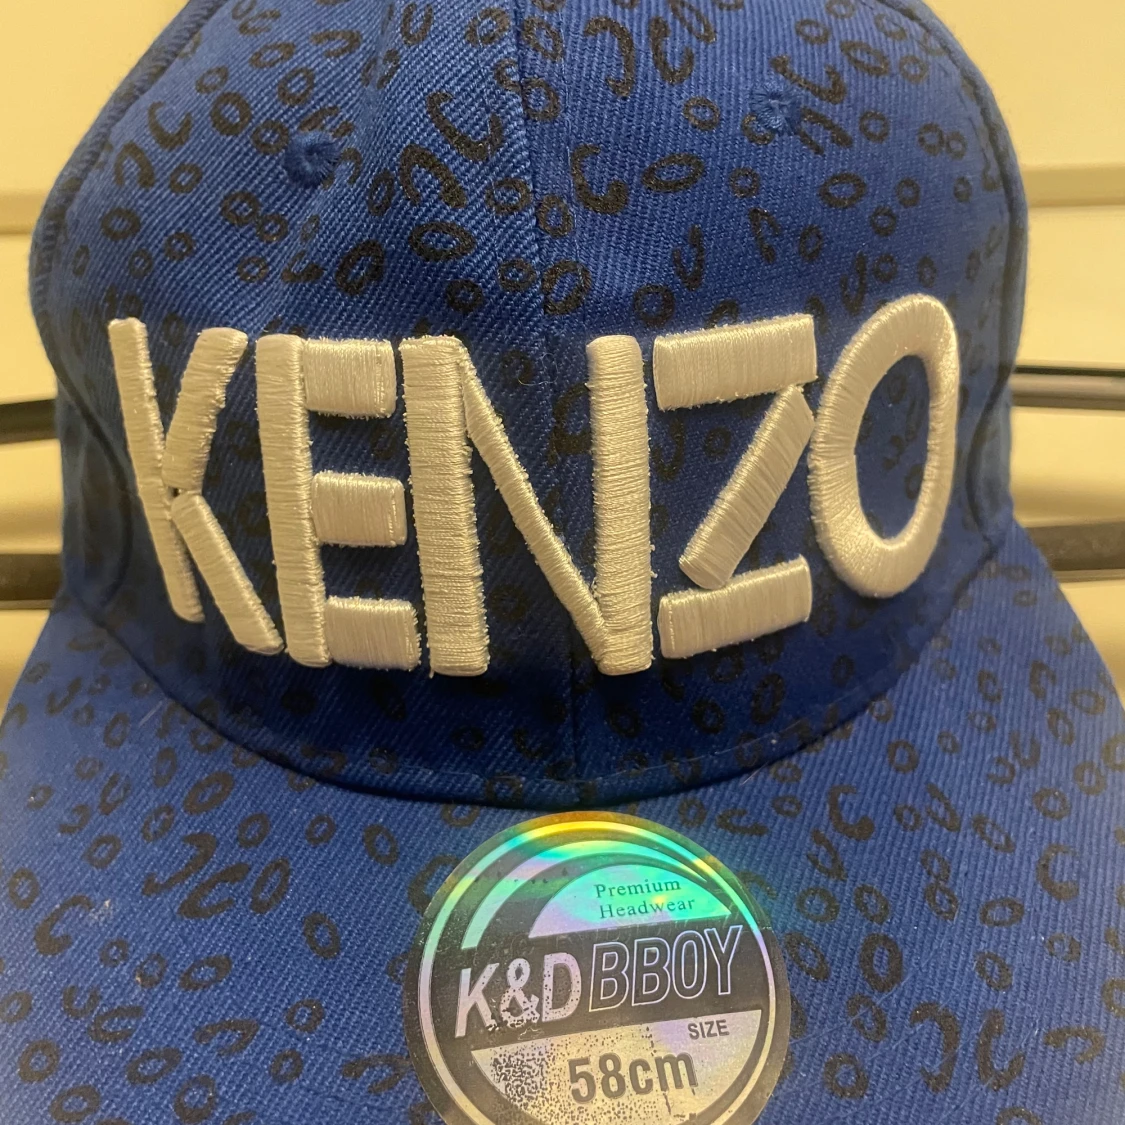 KENZO
Premium
Headwear
K&D BBOY
SIZE
58cm